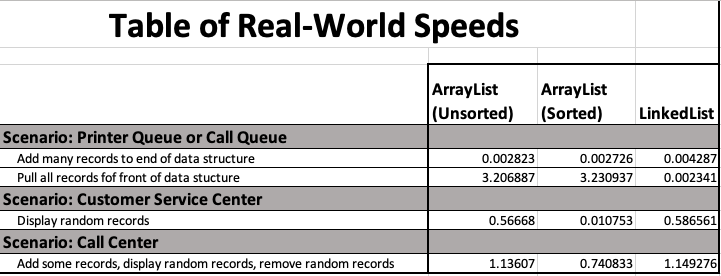 Table of Real-World Speeds
ArrayList (Unsorted) ArrayList (Sorted) LinkedList
Scenario: Printer Queue or Call Queue
Add many records to end of data stucture 0.002823 0.002726 0.004287
Pull all records fof front of data stucture 3.206887 3.230937 0.002341
Scenario: Customer Service Center
Display random records 0.56668 0.010753 0.586561
Scenario: Call Center
Add some records, display random records, remove random records 1.13607 0.740833 1.149276